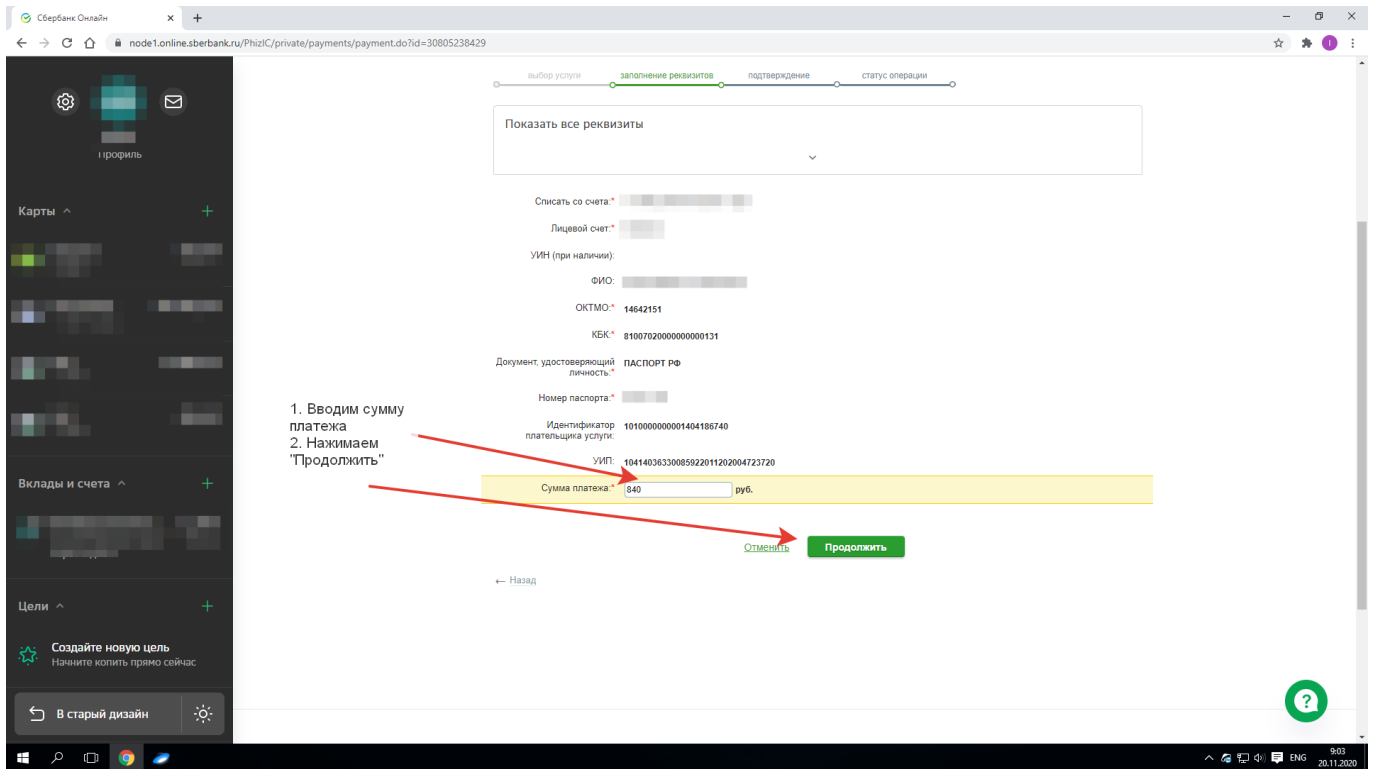 Сбербанк Онлайн
node1.online.sberbank.ru/PhizIC/private/payments/payment.do?id=30805238429
I
Профиль
Карты
Вклады и счета
Цели
Создайте новую цель
Начните копить прямо сейчас
В старый дизайн
выбор услуги заполнение реквизитов подтверждение статус операции
Показать все реквизиты
Списать со счета:*
Лицевой счет:*
УИН (при наличии):
ФИО:
ОКТМО:* 14642151
КБК:* 81007020000000000131
Документ, удостоверяющий
личность:* ПАСПОРТ РФ
Номер паспорта:*
Идентификатор
плательщика услуги: 1010000000001404186740
УИП: 10414036330085922011202004723720
Сумма платежа:* 840 руб.
Отменить Продолжить
← Назад
1. Вводим сумму
платежа
2. Нажимаем
"Продолжить"
?
ENG
9:03
20.11.2020